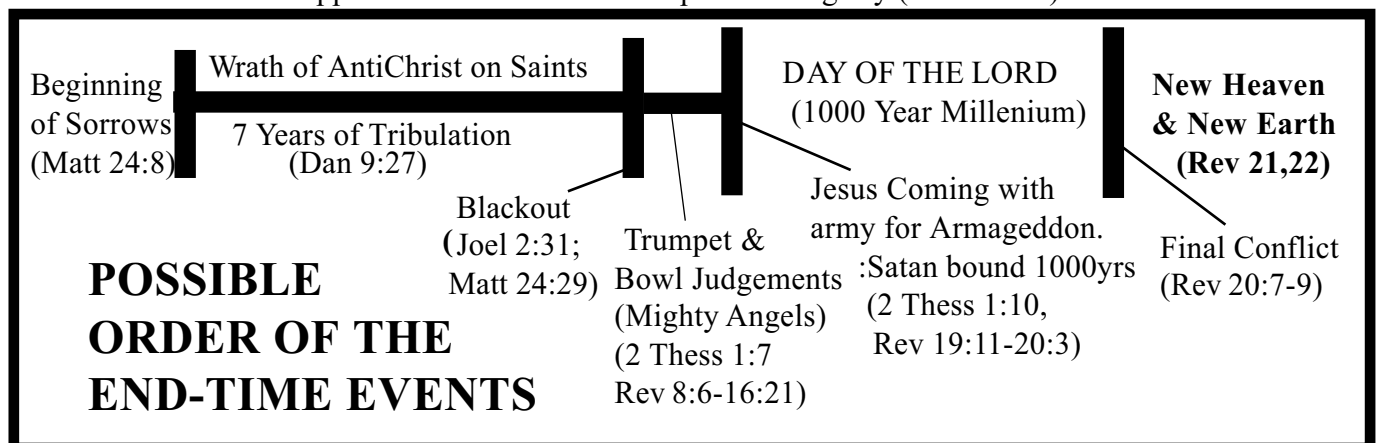 Beginning
of Sorrows
(Matt 24:8)
Wrath of AntiChrist on Saints
7 Years of Tribulation
(Dan 9:27)
Blackout
(Joel 2:31;
Matt 24:29)
Trumpet &
Bowl Judgements
(Mighty Angels)
(2 Thess 1:7
Rev 8:6-16:21)
DAY OF THE LORD
(1000 Year Millenium)
Jesus Coming with
army for Armageddon.
:Satan bound 1000yrs
(2 Thess 1:10,
Rev 19:11-20:3)
New Heaven
& New Earth
(Rev 21,22)
Final Conflict
(Rev 20:7-9)
POSSIBLE
ORDER OF THE
END-TIME EVENTS